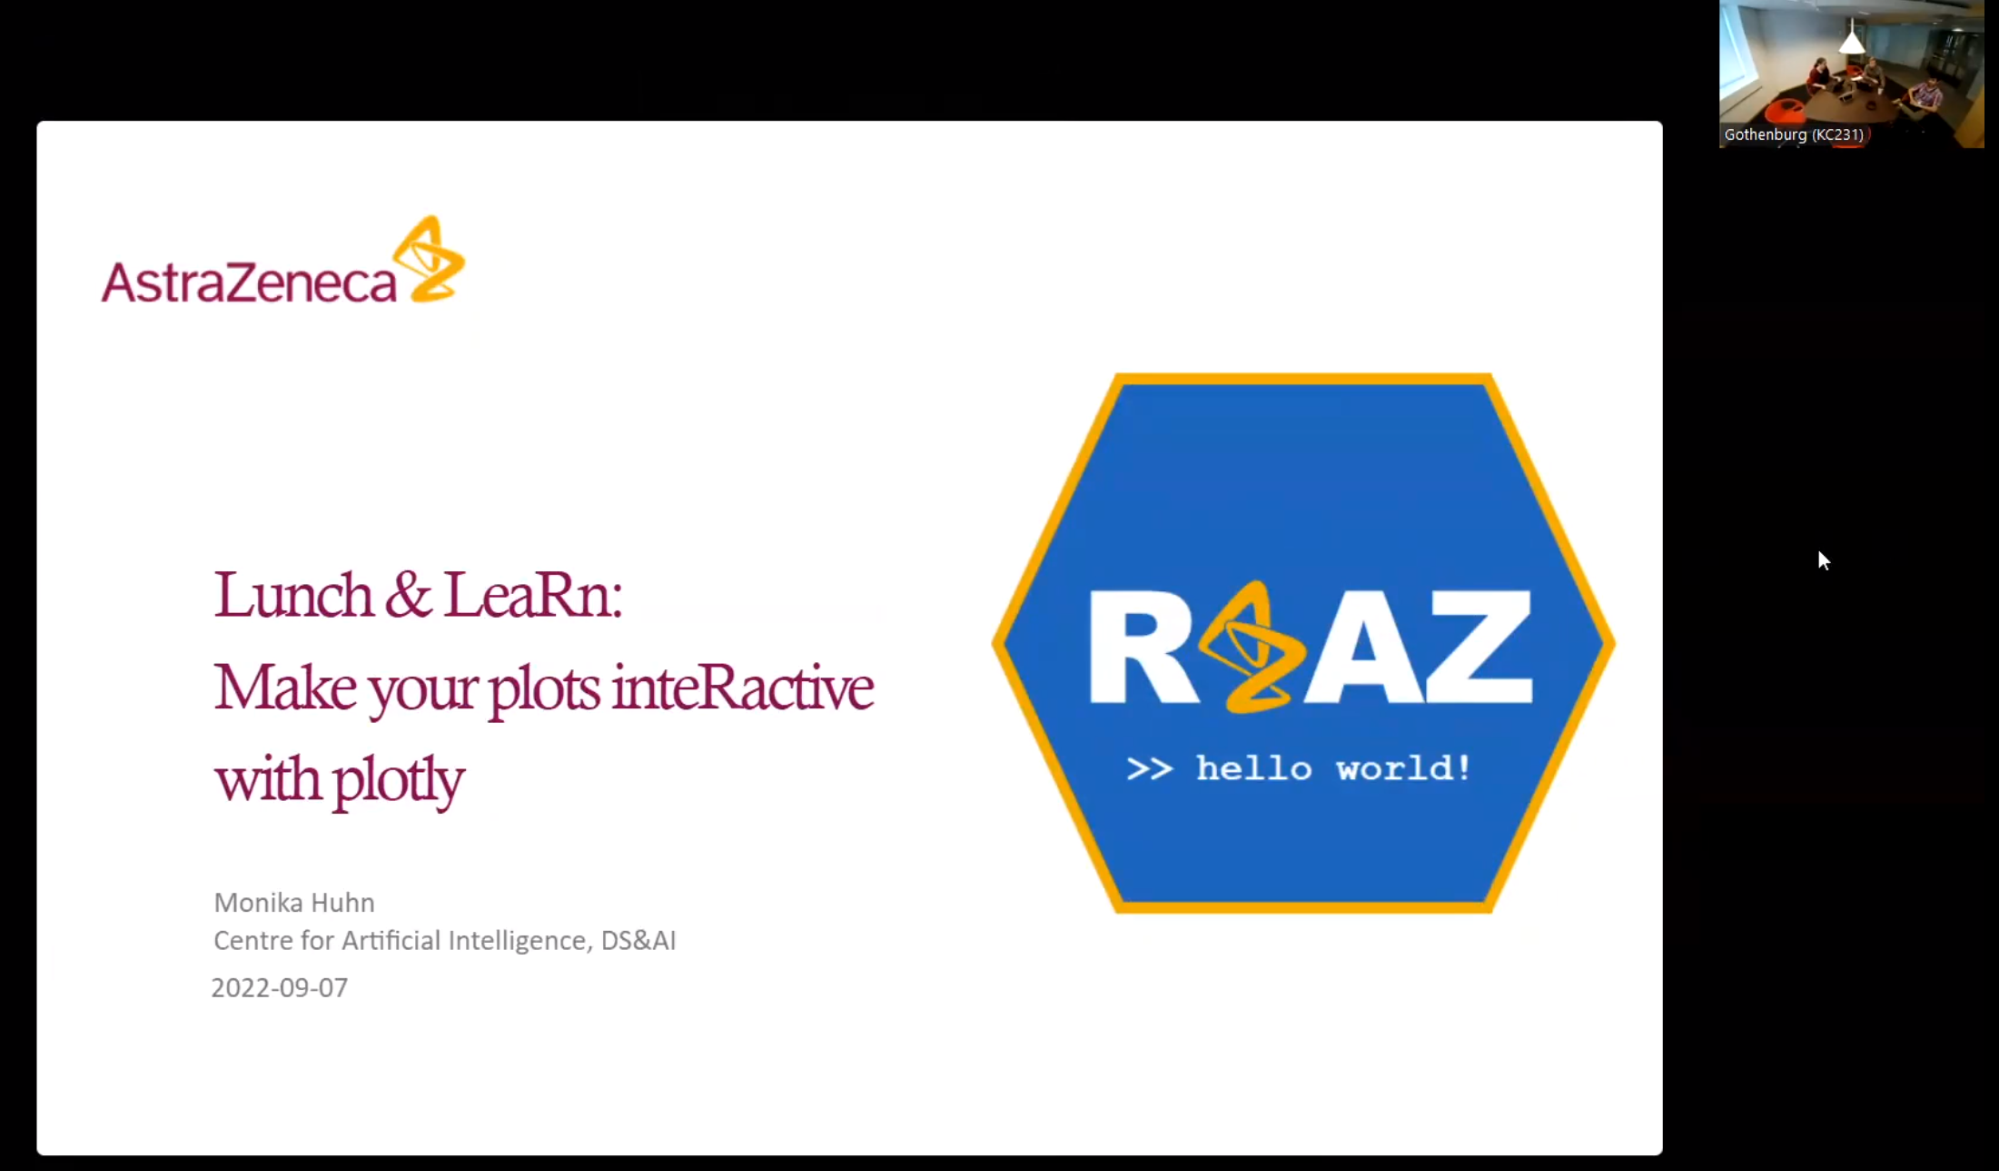 Gothenburg (KC231)
AstraZeneca
Lunch & LeaRn:
Make your plots inteRactive
with plotly
Monika Huhn
Centre for Artificial Intelligence, DS&AI
2022-09-07
R AZ
>> hello world!